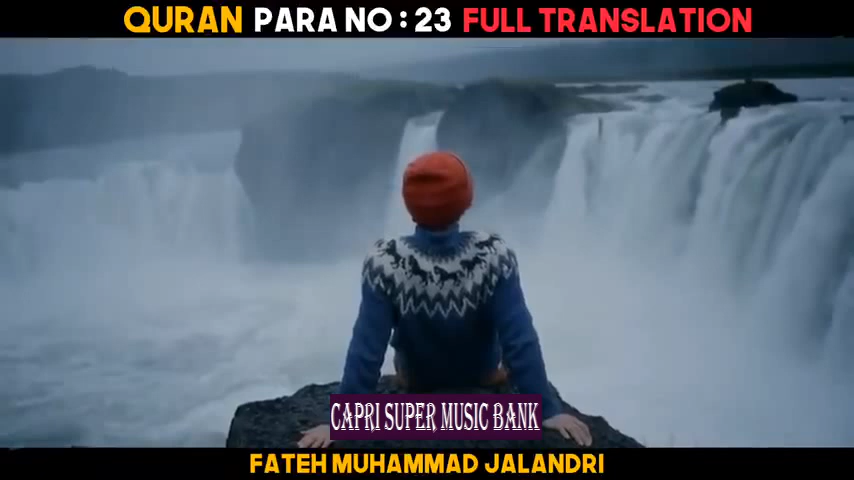 QURAN PARA NO : 23 FULL TRANSLATION
CAPRI SUPER MUSIC BANK
FATEH MUHAMMAD JALANDRI